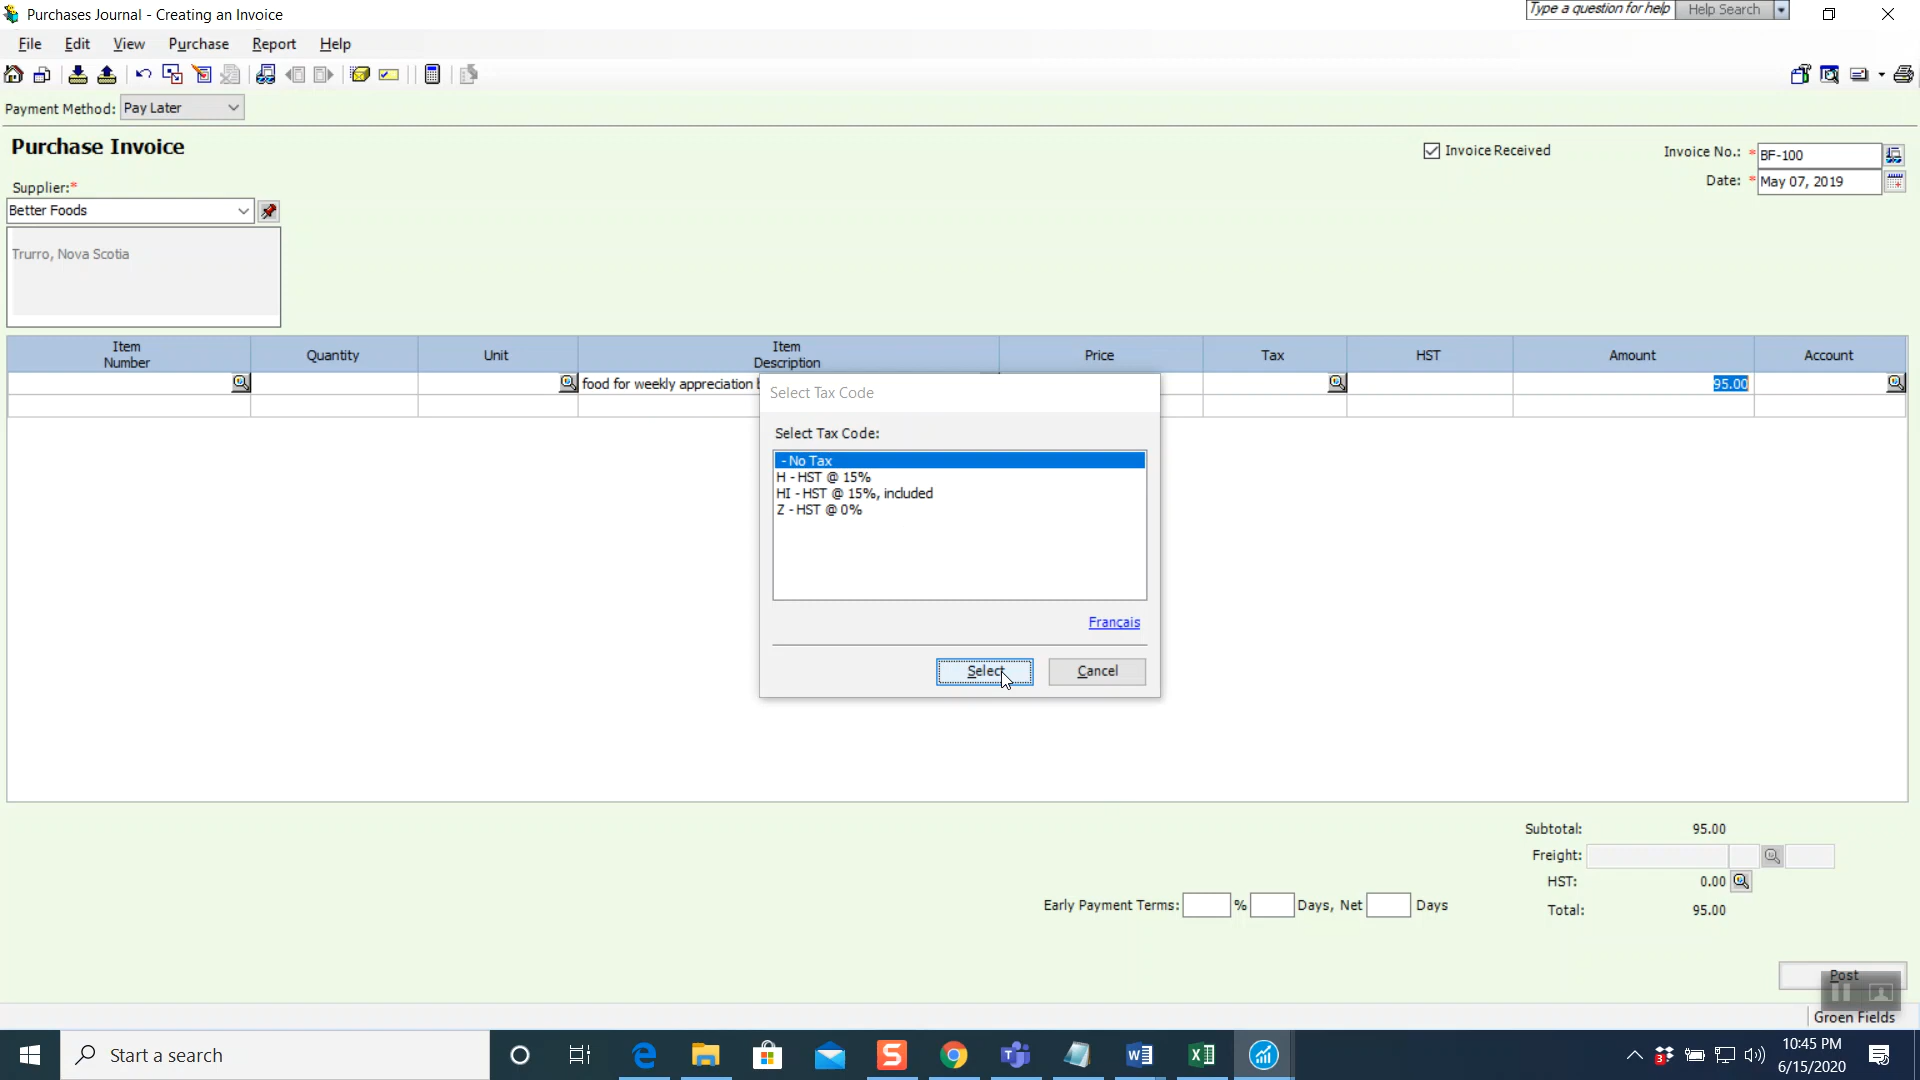 Purchases Journal - Creating an Invoice
Type a question for help Help Search
File Edit View Purchase Report Help
Payment Method: Pay Later
Purchase Invoice
Invoice Received
Invoice No.: * BF-100
Date: * May 07, 2019
Supplier:*
Better Foods
Trurro, Nova Scotia
Item Number Quantity Unit Item Description Price Tax HST Amount Account
food for weekly appreciation 95.00
Select Tax Code
Select Tax Code:
- No Tax
H - HST @ 15%
HI - HST @ 15%, included
Z - HST @ 0%
Français
Select Cancel
Subtotal: 95.00
Freight:
HST: 0.00
Early Payment Terms: % Days, Net Days
Total: 95.00
Post
Groen Fields
Start a search
10:45 PM
6/15/2020